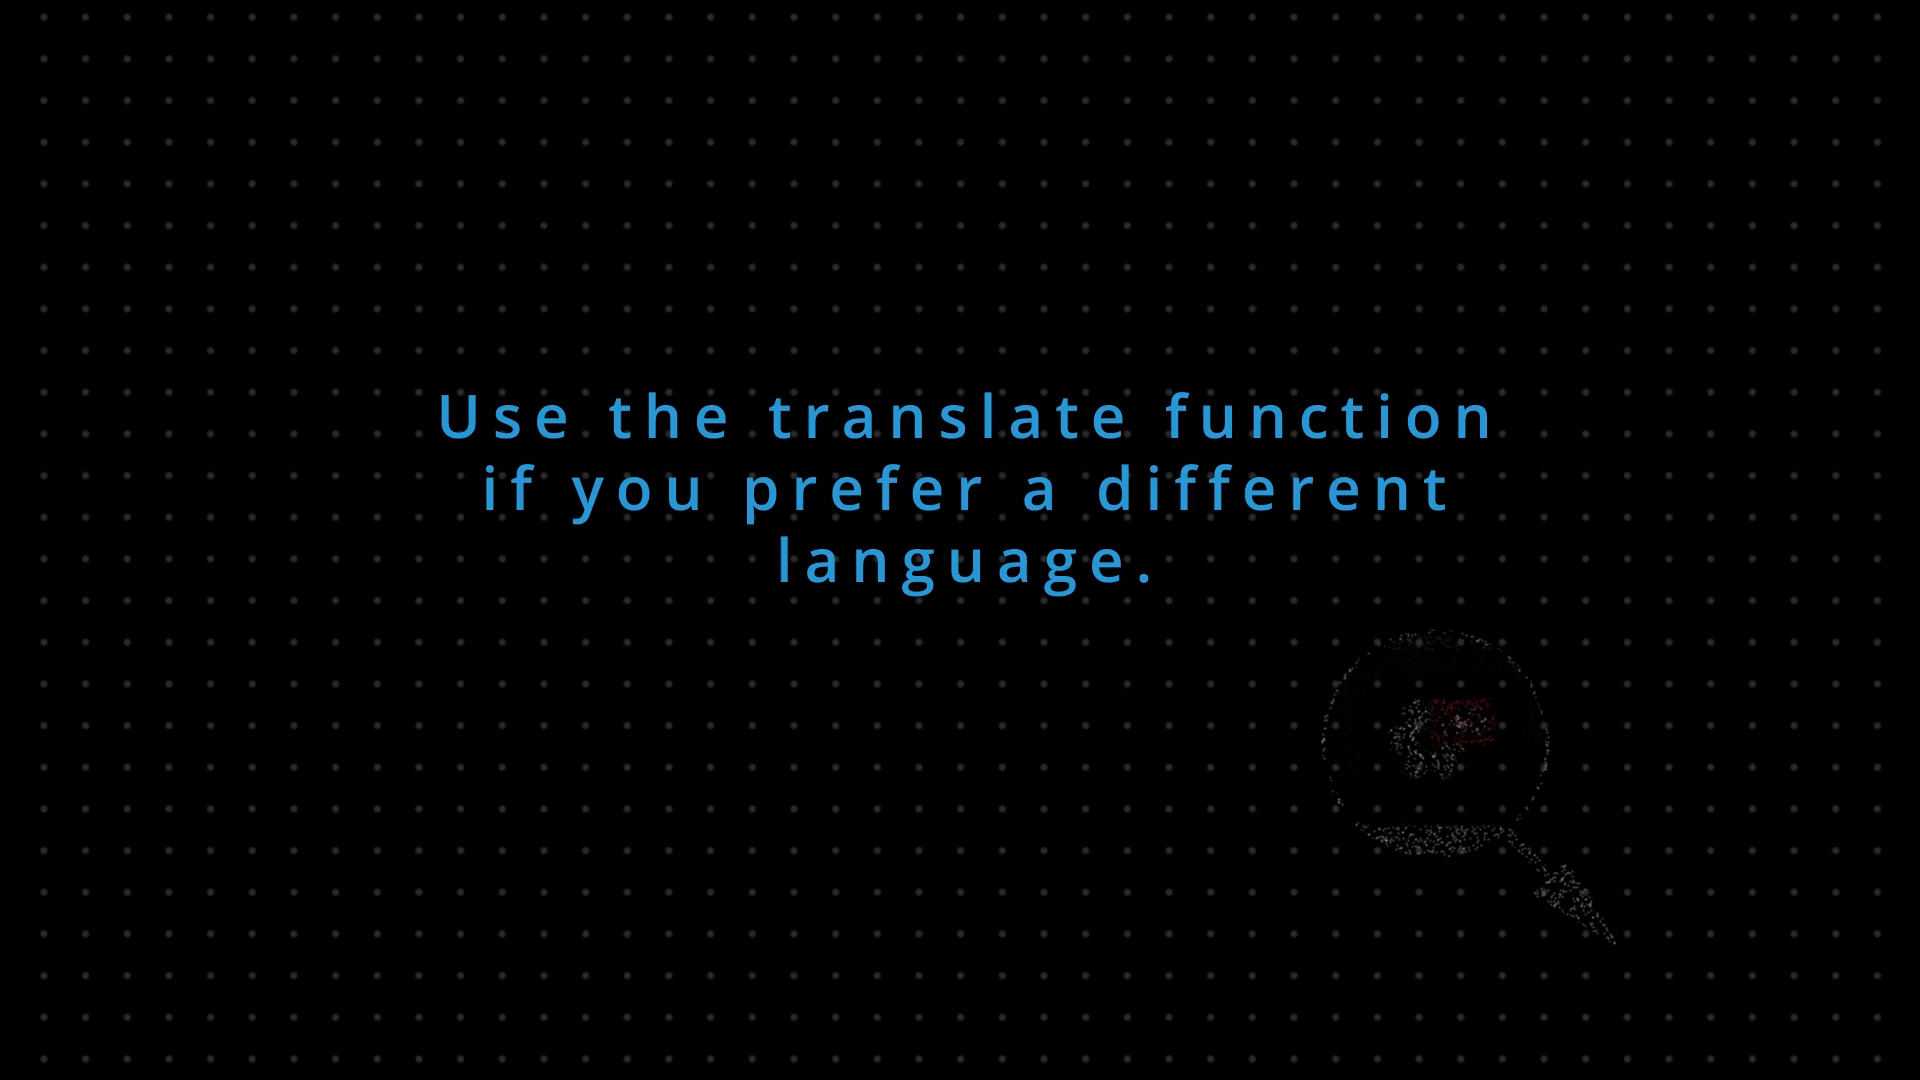 Use the translate function
if you prefer a different
language.